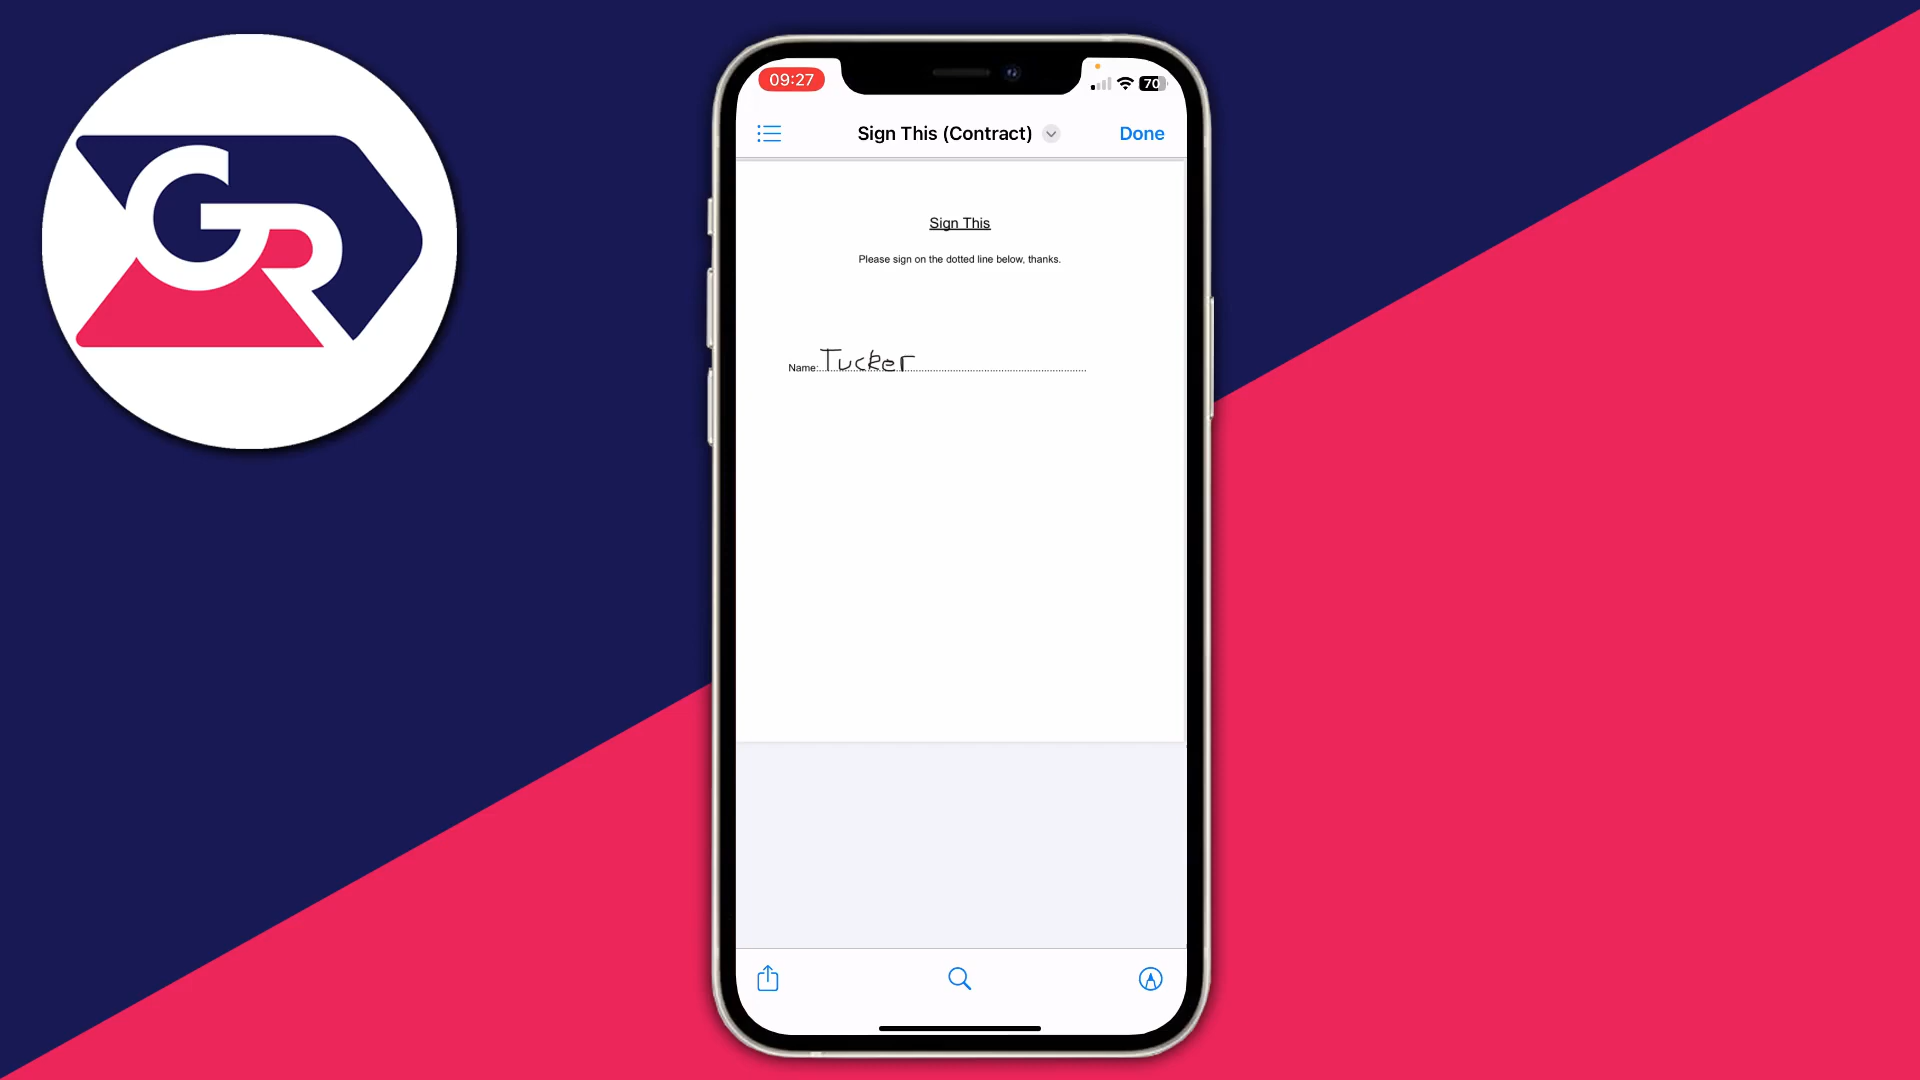 GR
09:27
70
Sign This (Contract)
Done
Sign This
Please sign on the dotted line below, thanks.
Name: Tucker